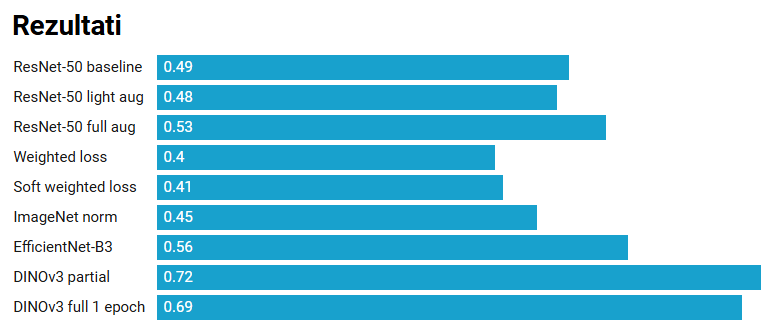 Rezultati
ResNet-50 baseline 0.49
ResNet-50 light aug 0.48
ResNet-50 full aug 0.53
Weighted loss 0.4
Soft weighted loss 0.41
ImageNet norm 0.45
EfficientNet-B3 0.56
DINOv3 partial 0.72
DINOv3 full 1 epoch 0.69